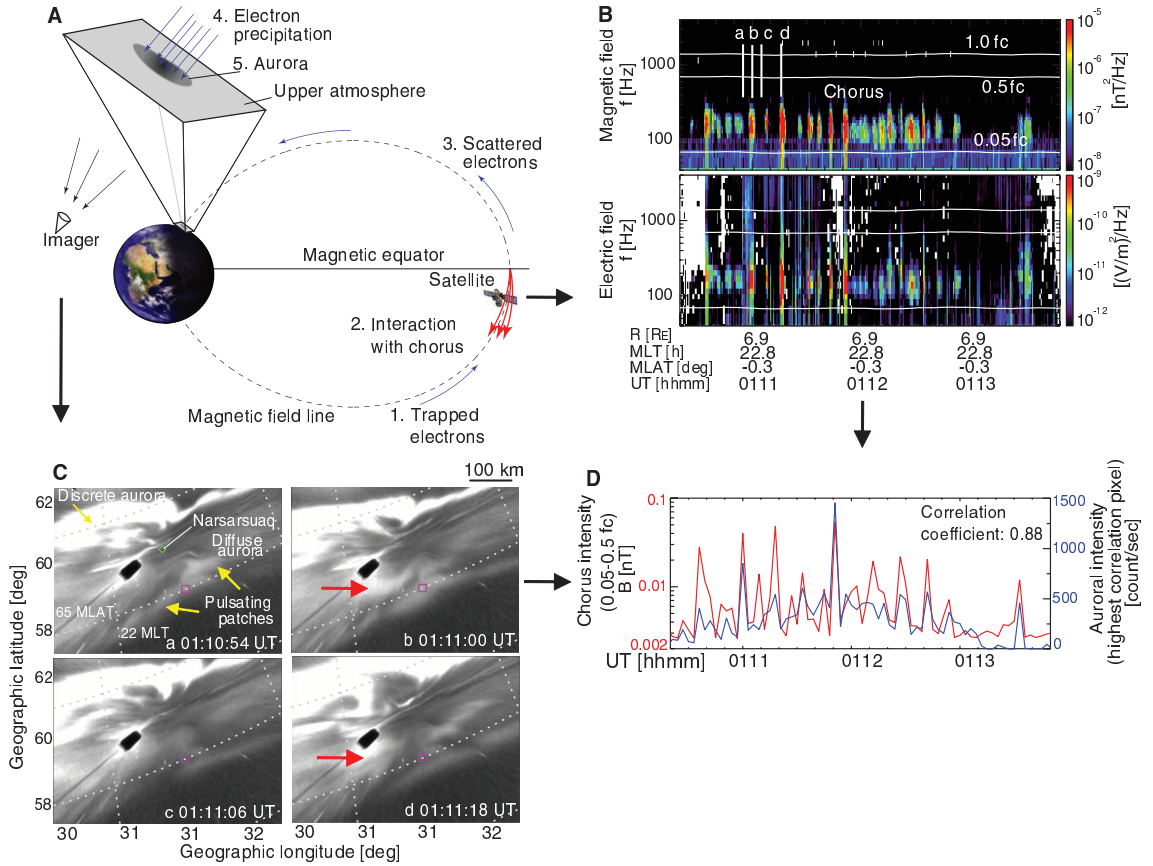 A
4. Electron
precipitation
5. Aurora
Upper atmosphere
3. Scattered
electrons
Imager
Magnetic equator
Satellite
2. Interaction
with chorus
Magnetic field line
1. Trapped
electrons
B
Magnetic field
f [Hz]
1000
100
a b c d
1.0 fc
0.5 fc
Chorus
0.05 fc
10-5
10-6
10-7
10-8
[nT2/Hz]
Electric field
f [Hz]
1000
100
10-9
10-10
10-11
10-12
[(V/m)2/Hz]
R [RE] 6.9 6.9 6.9
MLT [h] 22.8 22.8 22.8
MLAT [deg] -0.3 -0.3 -0.3
UT [hhmm] 0111 0112 0113
C
100 km
Geographic latitude [deg]
62
60
58
Discrete aurora
Narsarsuaq
Diffuse
aurora
Pulsating
patches
65 MLAT
22 MLT
a 01:10:54 UT
b 01:11:00 UT
62
60
58
c 01:11:06 UT
d 01:11:18 UT
30 31 31 32
30 31 31 32
Geographic longitude [deg]
D
Chorus intensity
(0.05-0.5 fc)
B [nT]
0.1
0.01
0.002
Correlation
coefficient: 0.88
1500
1000
500
0
Auroral intensity
(highest correlation pixel)
[count/sec]
UT [hhmm] 0111 0112 0113